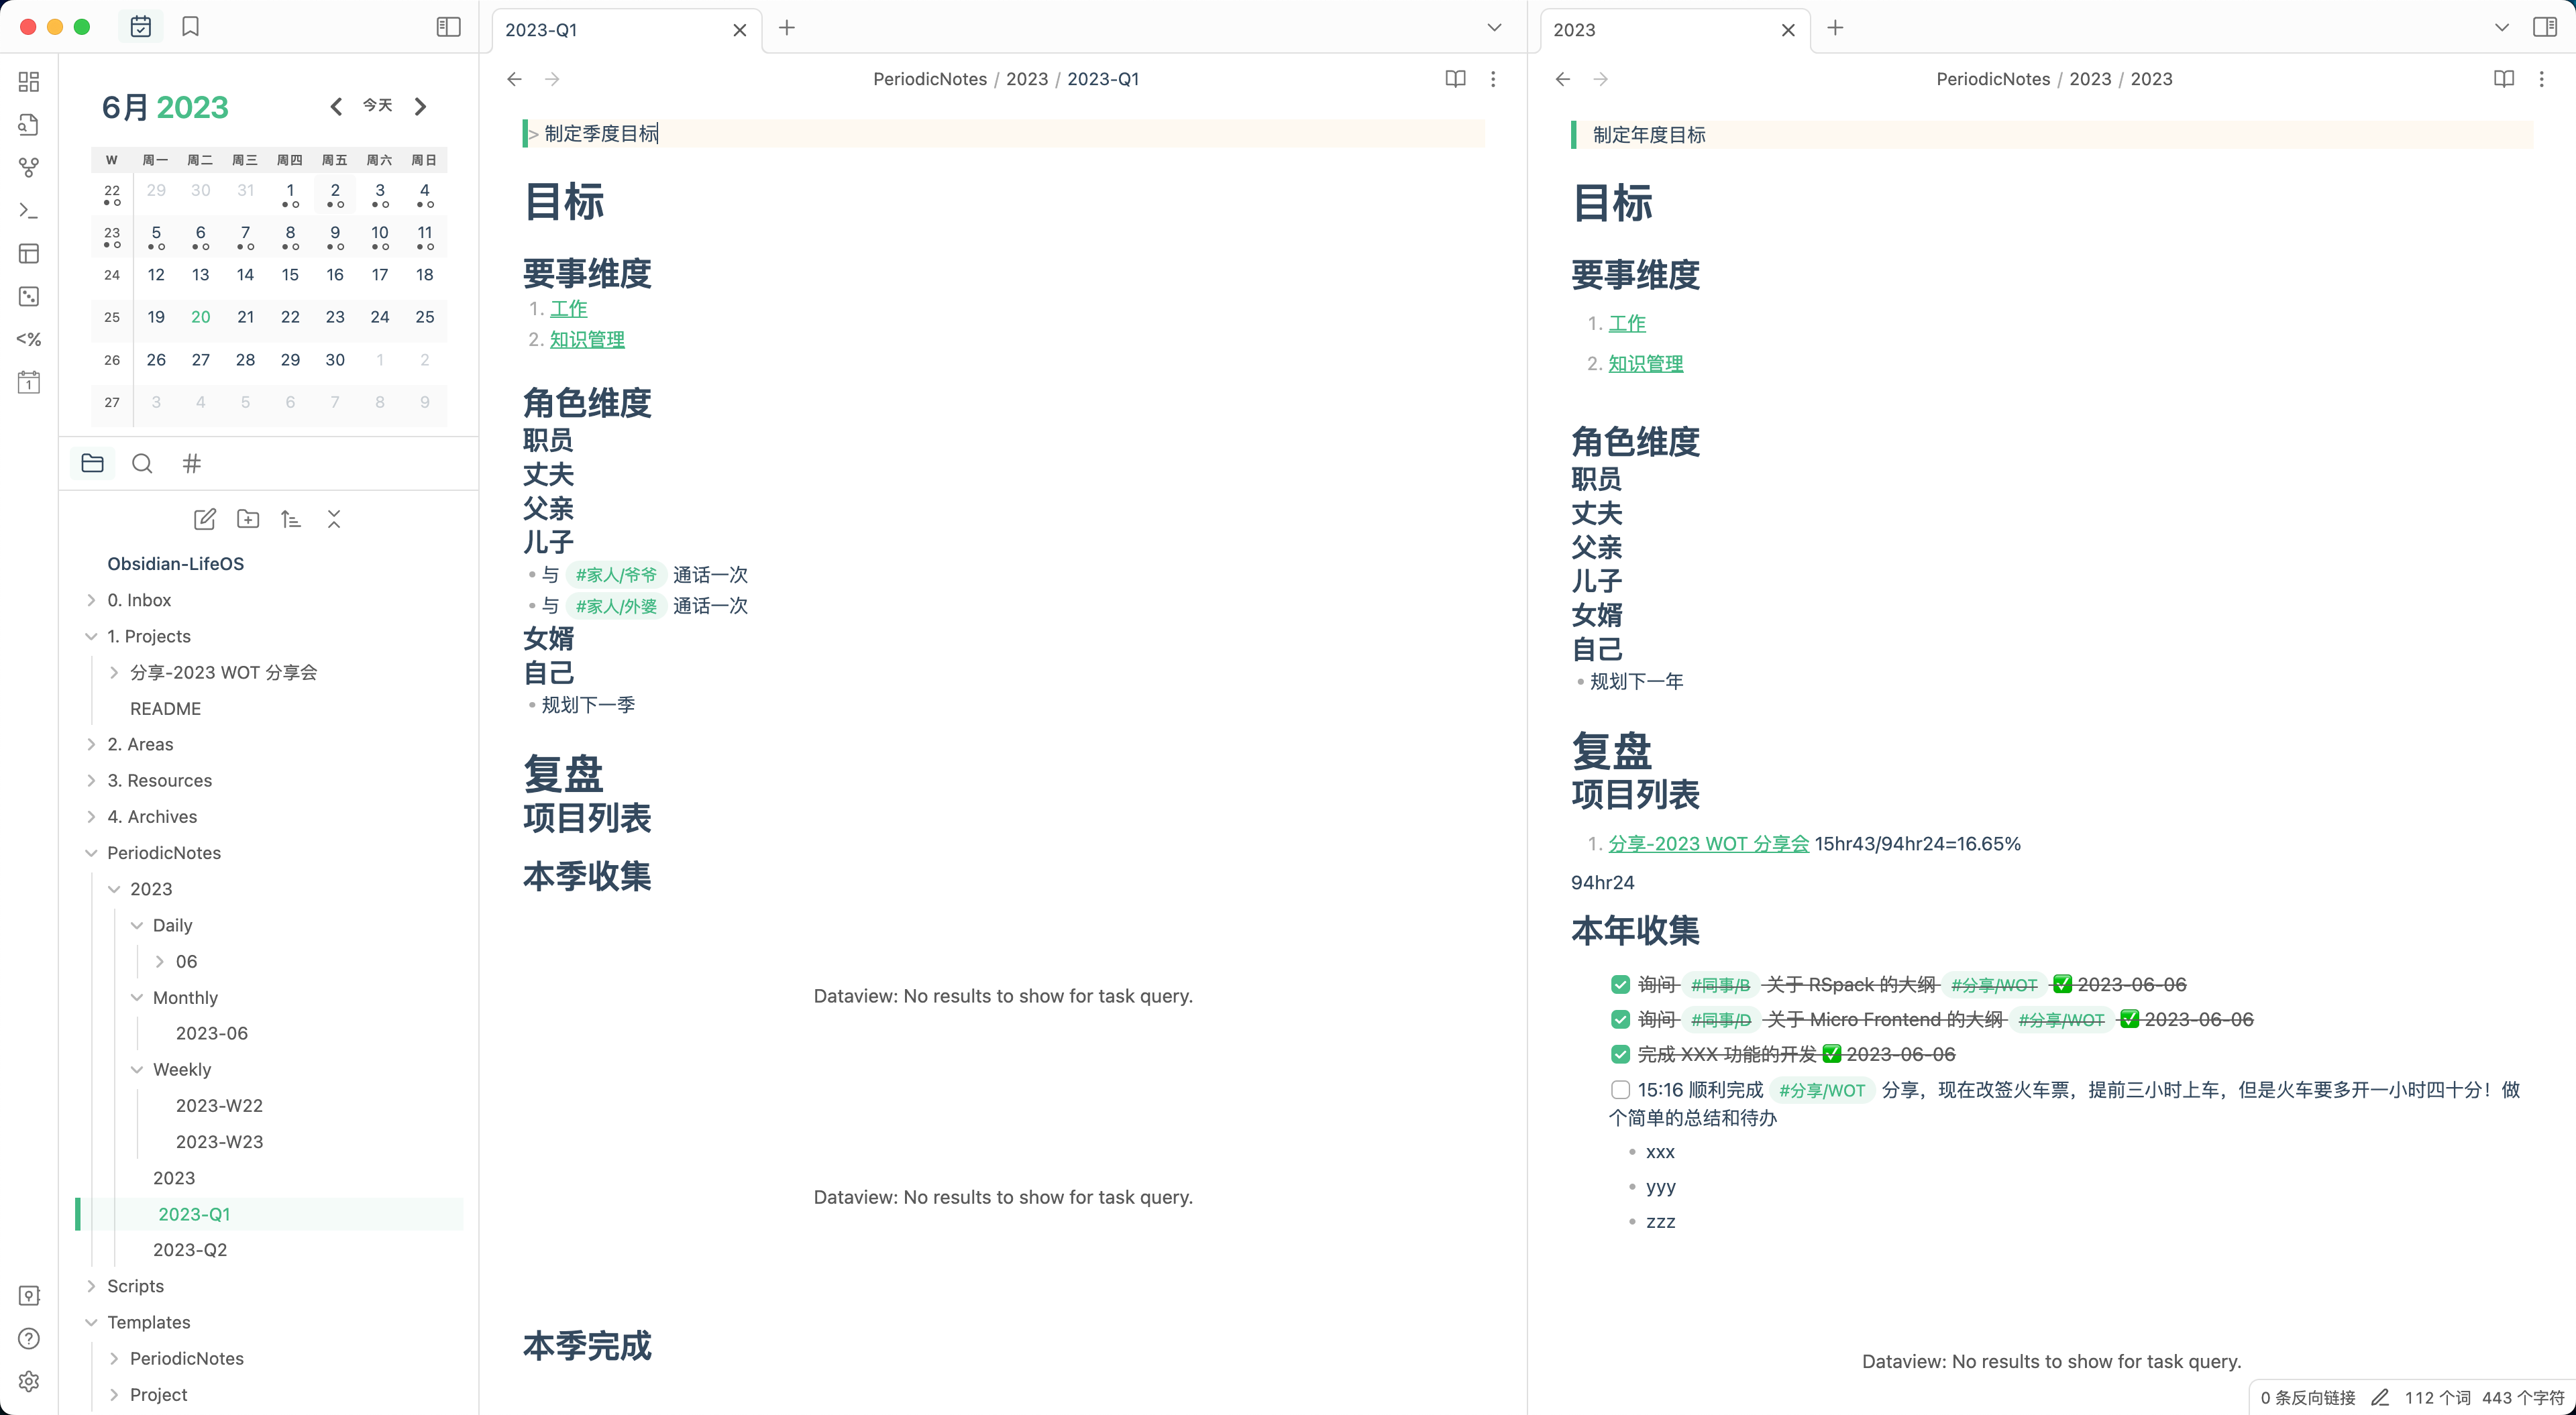 6月 2023
今天
W 周一 周二 周三 周四 周五 周六 周日
22 29 30 31 1 2 3 4
23 5 6 7 8 9 10 11
24 12 13 14 15 16 17 18
25 19 20 21 22 23 24 25
26 26 27 28 29 30 1 2
27 3 4 5 6 7 8 9
<%
1
Obsidian-LifeOS
0. Inbox
1. Projects
分享-2023 WOT 分享会
README
2. Areas
3. Resources
4. Archives
PeriodicNotes
2023
Daily
06
Monthly
2023-06
Weekly
2023-W22
2023-W23
2023
2023-Q1
2023-Q2
Scripts
Templates
PeriodicNotes
Project
2023-Q1
PeriodicNotes / 2023 / 2023-Q1
> 制定季度目标
目标
要事维度
1. 工作
2. 知识管理
角色维度
职员
丈夫
父亲
儿子
• 与 #家人/爷爷 通话一次
• 与 #家人/外婆 通话一次
女婿
自己
• 规划下一季
复盘
项目列表
本季收集
Dataview: No results to show for task query.
Dataview: No results to show for task query.
本季完成
2023
PeriodicNotes / 2023 / 2023
制定年度目标
目标
要事维度
1. 工作
2. 知识管理
角色维度
职员
丈夫
父亲
儿子
女婿
自己
• 规划下一年
复盘
项目列表
1. 分享-2023 WOT 分享会 15hr43/94hr24=16.65%
94hr24
本年收集
询问 #同事/B 关于 RSpack 的大纲 #分享/WOT ✅ 2023-06-06
询问 #同事/D 关于 Micro Frontend 的大纲 #分享/WOT ✅ 2023-06-06
完成 XXX 功能的开发 ✅ 2023-06-06
15:16 顺利完成 #分享/WOT 分享，现在改签火车票，提前三小时上车，但是火车要多开一小时四十分！做
个简单的总结和待办
• xxx
• yyy
• zzz
Dataview: No results to show for task query.
0 条反向链接 112 个词 443 个字符